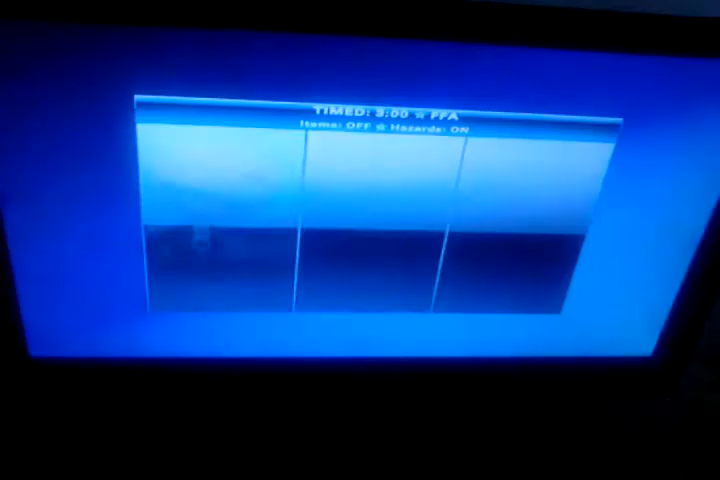 TIMED: 3:00 ☆ FFA
Items: OFF ☆ Hazards: ON